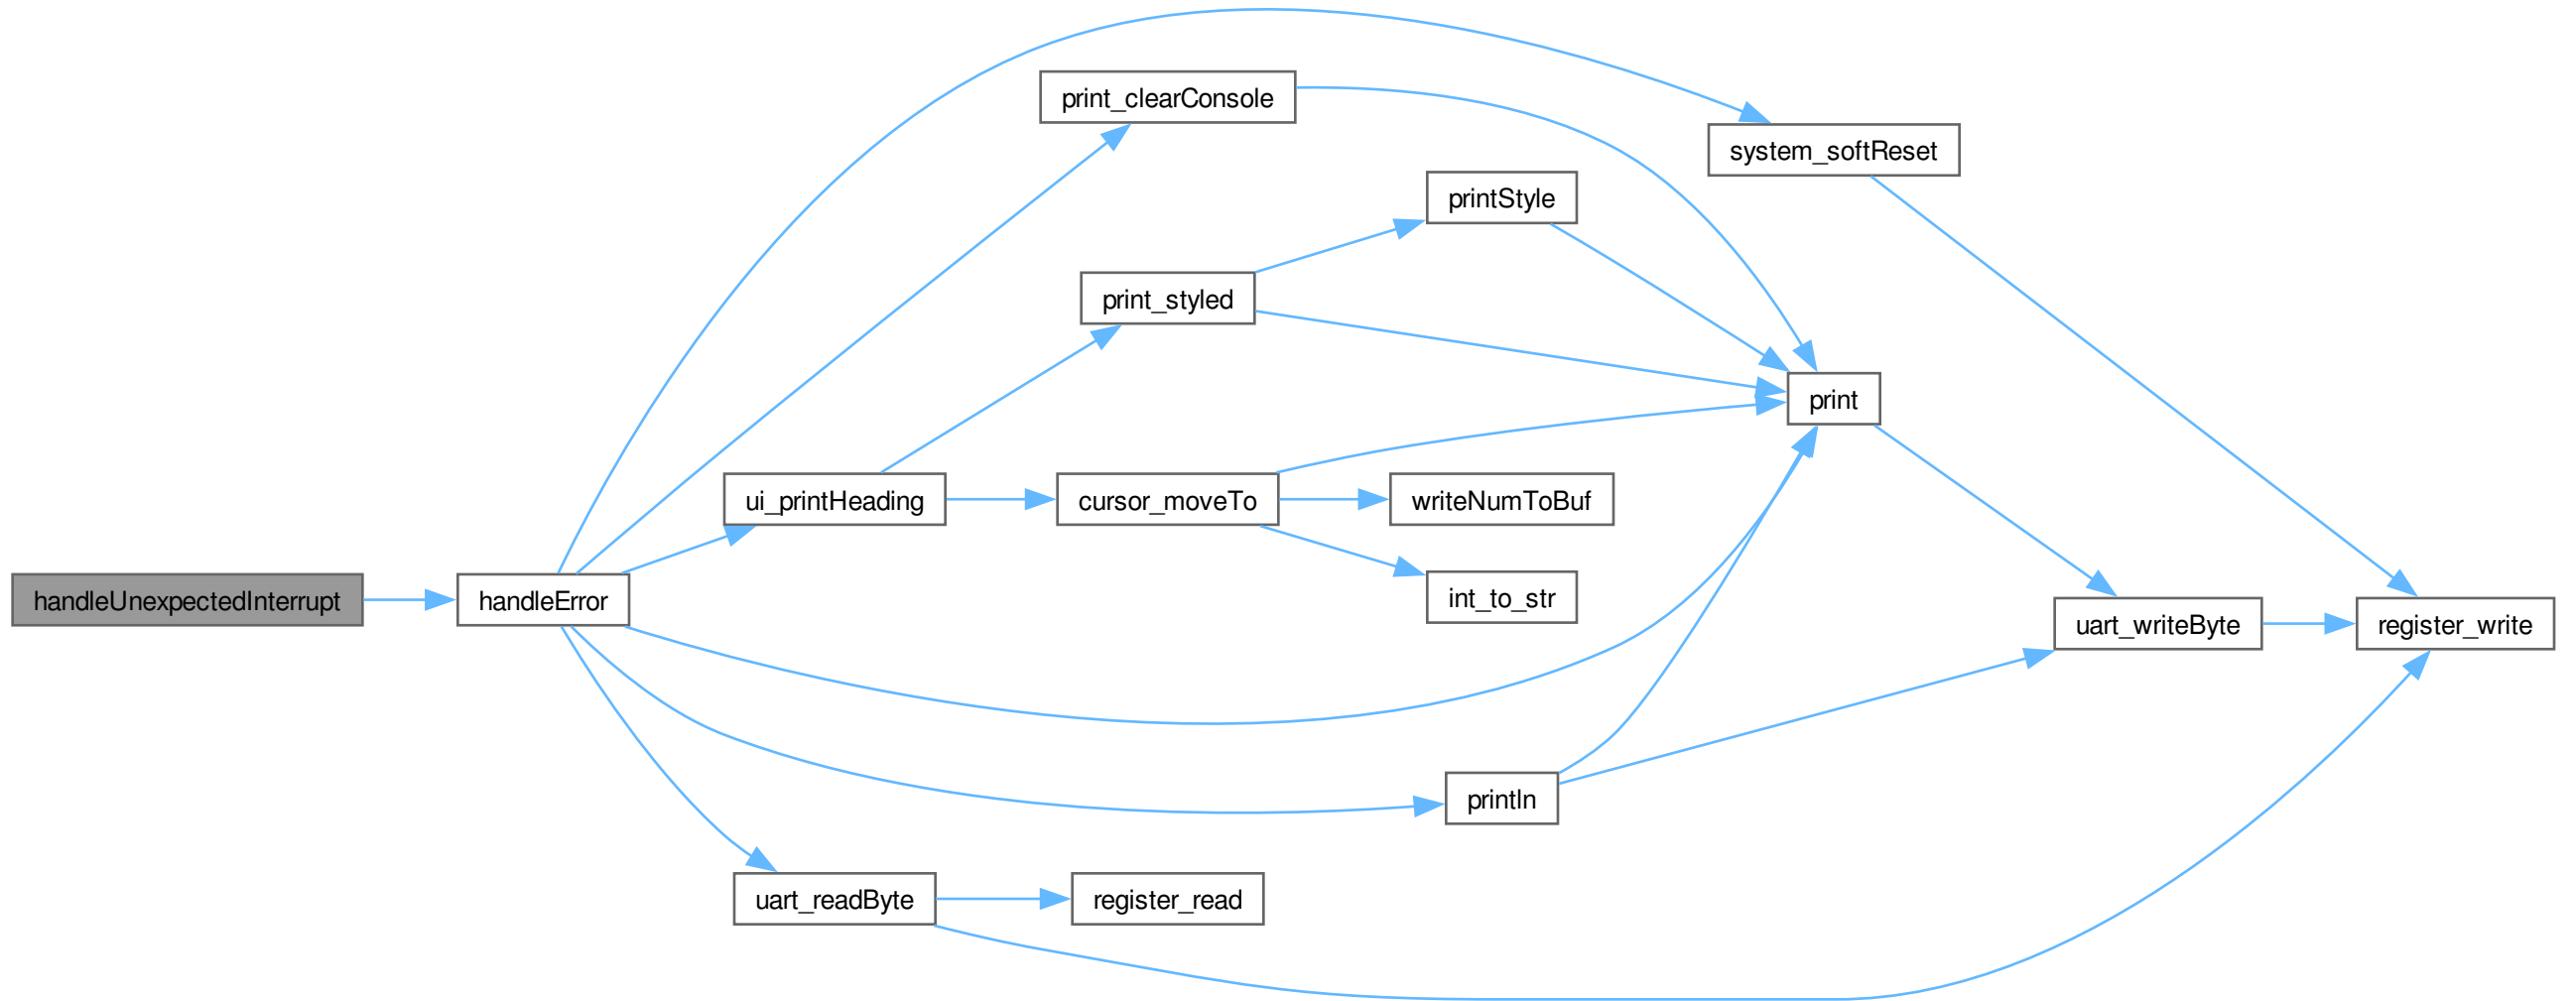 handleUnexpectedInterrupt
handleError
system_softReset
print_clearConsole
ui_printHeading
print_styled
printStyle
print
cursor_moveTo
writeNumToBuf
int_to_str
println
uart_readByte
register_read
uart_writeByte
register_write